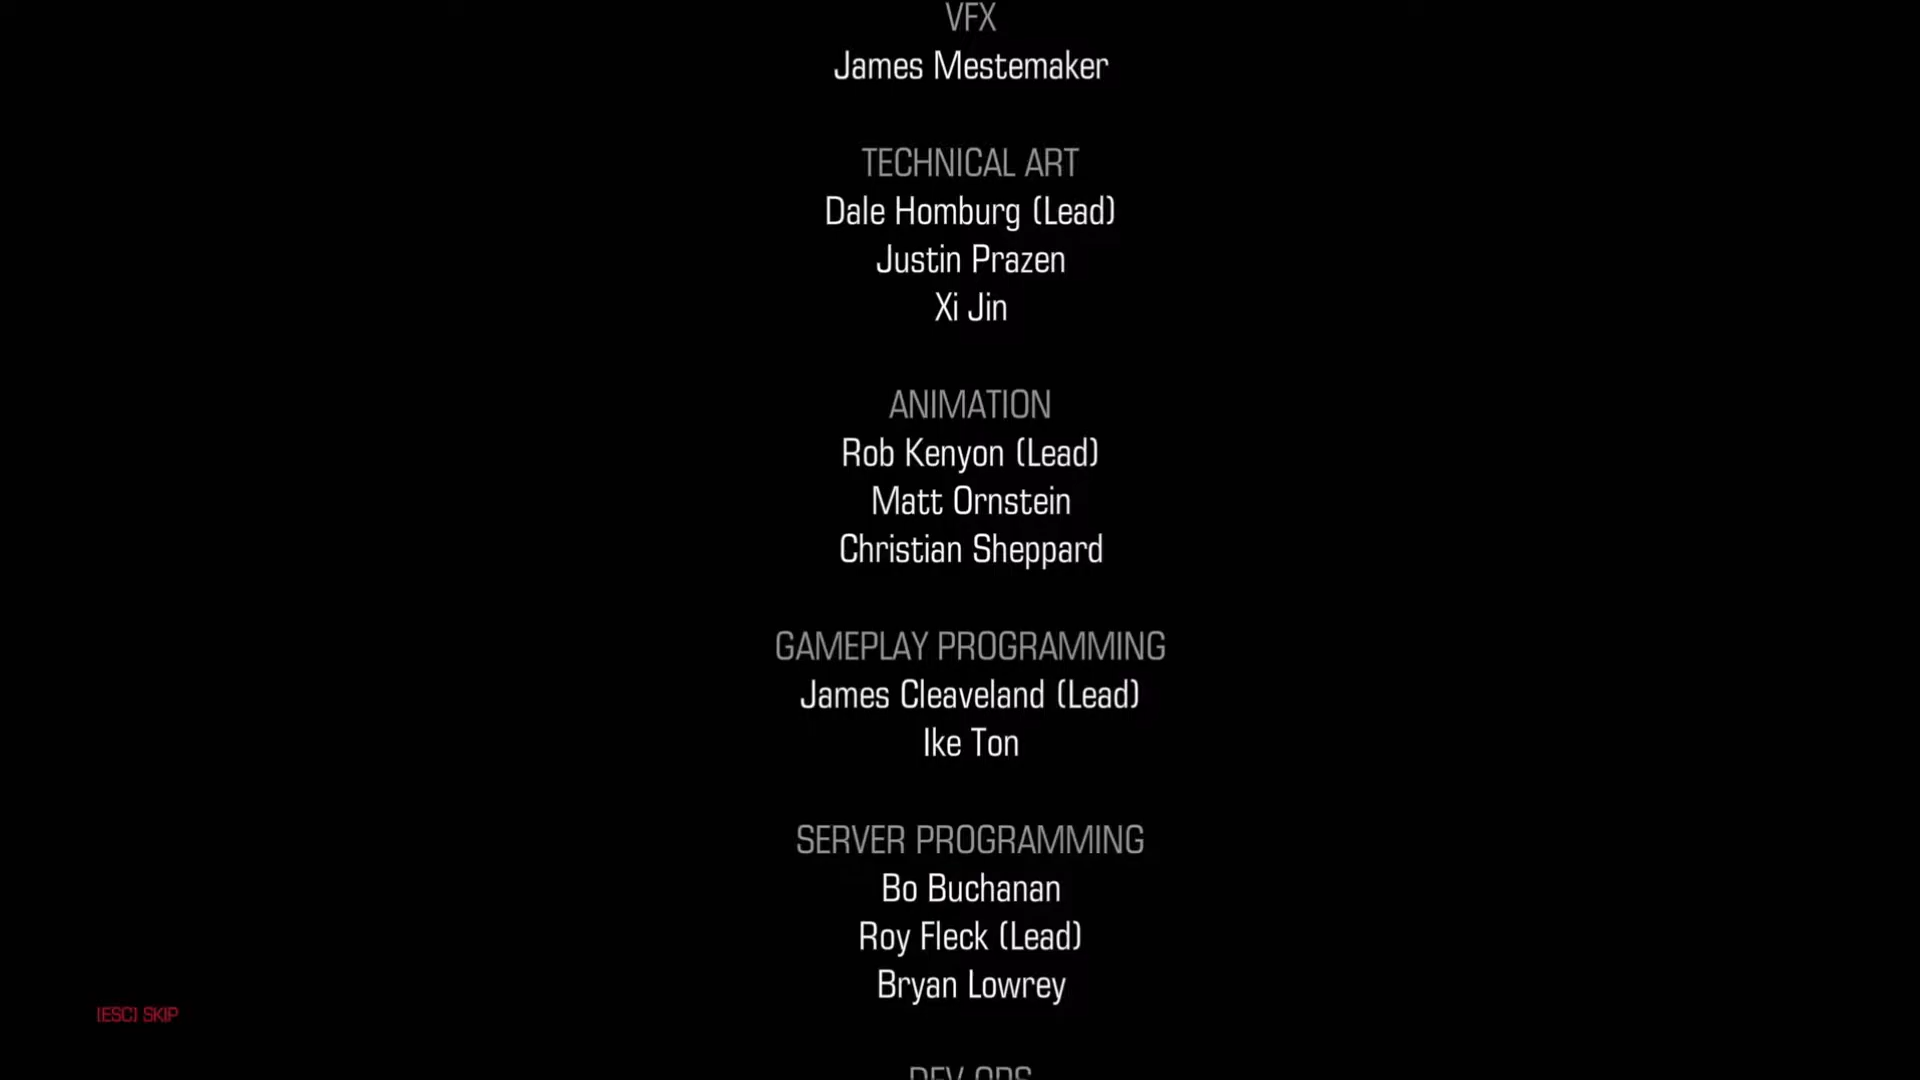 VFX
James Mestemaker
TECHNICAL ART
Dale Homburg (Lead)
Justin Prazen
Xi Jin
ANIMATION
Rob Kenyon (Lead)
Matt Ornstein
Christian Sheppard
GAMEPLAY PROGRAMMING
James Cleaveland (Lead)
Ike Ton
SERVER PROGRAMMING
Bo Buchanan
Roy Fleck (Lead)
Bryan Lowrey
[ESC] SKIP
DEV OPS